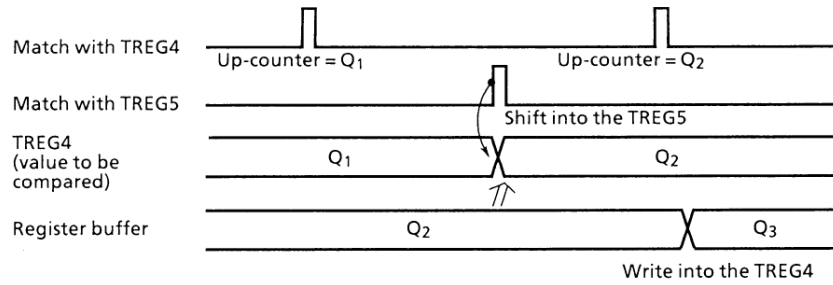 Match with TREG4
Up-counter = Q1
Up-counter = Q2
Match with TREG5
Shift into the TREG5
TREG4
(value to be
compared)
Q1
Q2
Register buffer
Q2
Q3
Write into the TREG4